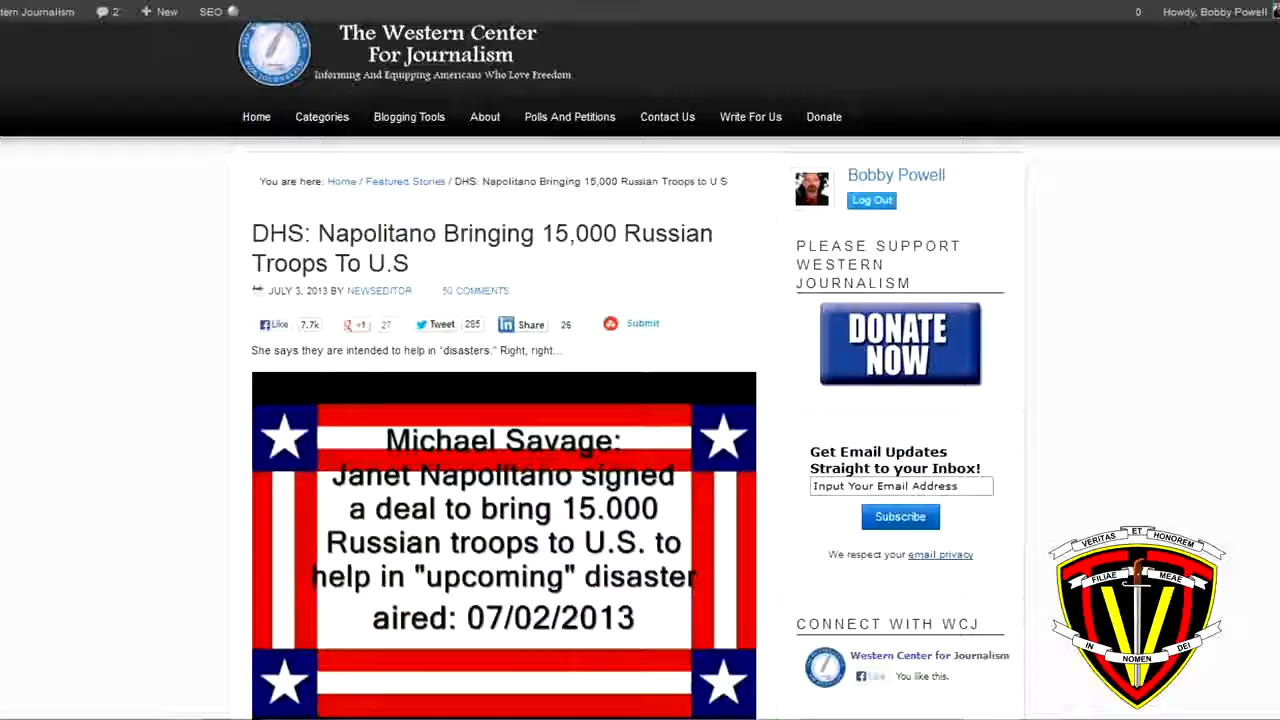 tern Journalism 2 New SEO 0 Howdy, Bobby Powell
The Western Center
For Journalism
Informing And Equipping Americans Who Love Freedom
Home Categories Blogging Tools About Polls And Petitions Contact Us Write For Us Donate
You are here: Home / Featured Stories / DHS: Napolitano Bringing 15,000 Russian Troops to U S
DHS: Napolitano Bringing 15,000 Russian
Troops To U.S
JULY 3, 2013 BY NEWSEDITOR 50 COMMENTS
Like 7.7k +1 27 Tweet 285 Share 26 Submit
She says they are intended to help in "disasters." Right, right...
Michael Savage:
Janet Napolitano signed
a deal to bring 15.000
Russian troops to U.S. to
help in "upcoming" disaster
aired: 07/02/2013
Bobby Powell
Log Out
PLEASE SUPPORT
WESTERN
JOURNALISM
DONATE
NOW
Get Email Updates
Straight to your Inbox!
Input Your Email Address
Subscribe
We respect your email privacy
CONNECT WITH WCJ
Western Center for Journalism
Like You like this.
VERITAS ET HONOREM
FILIAE MEAE
IN NOMEN DEI